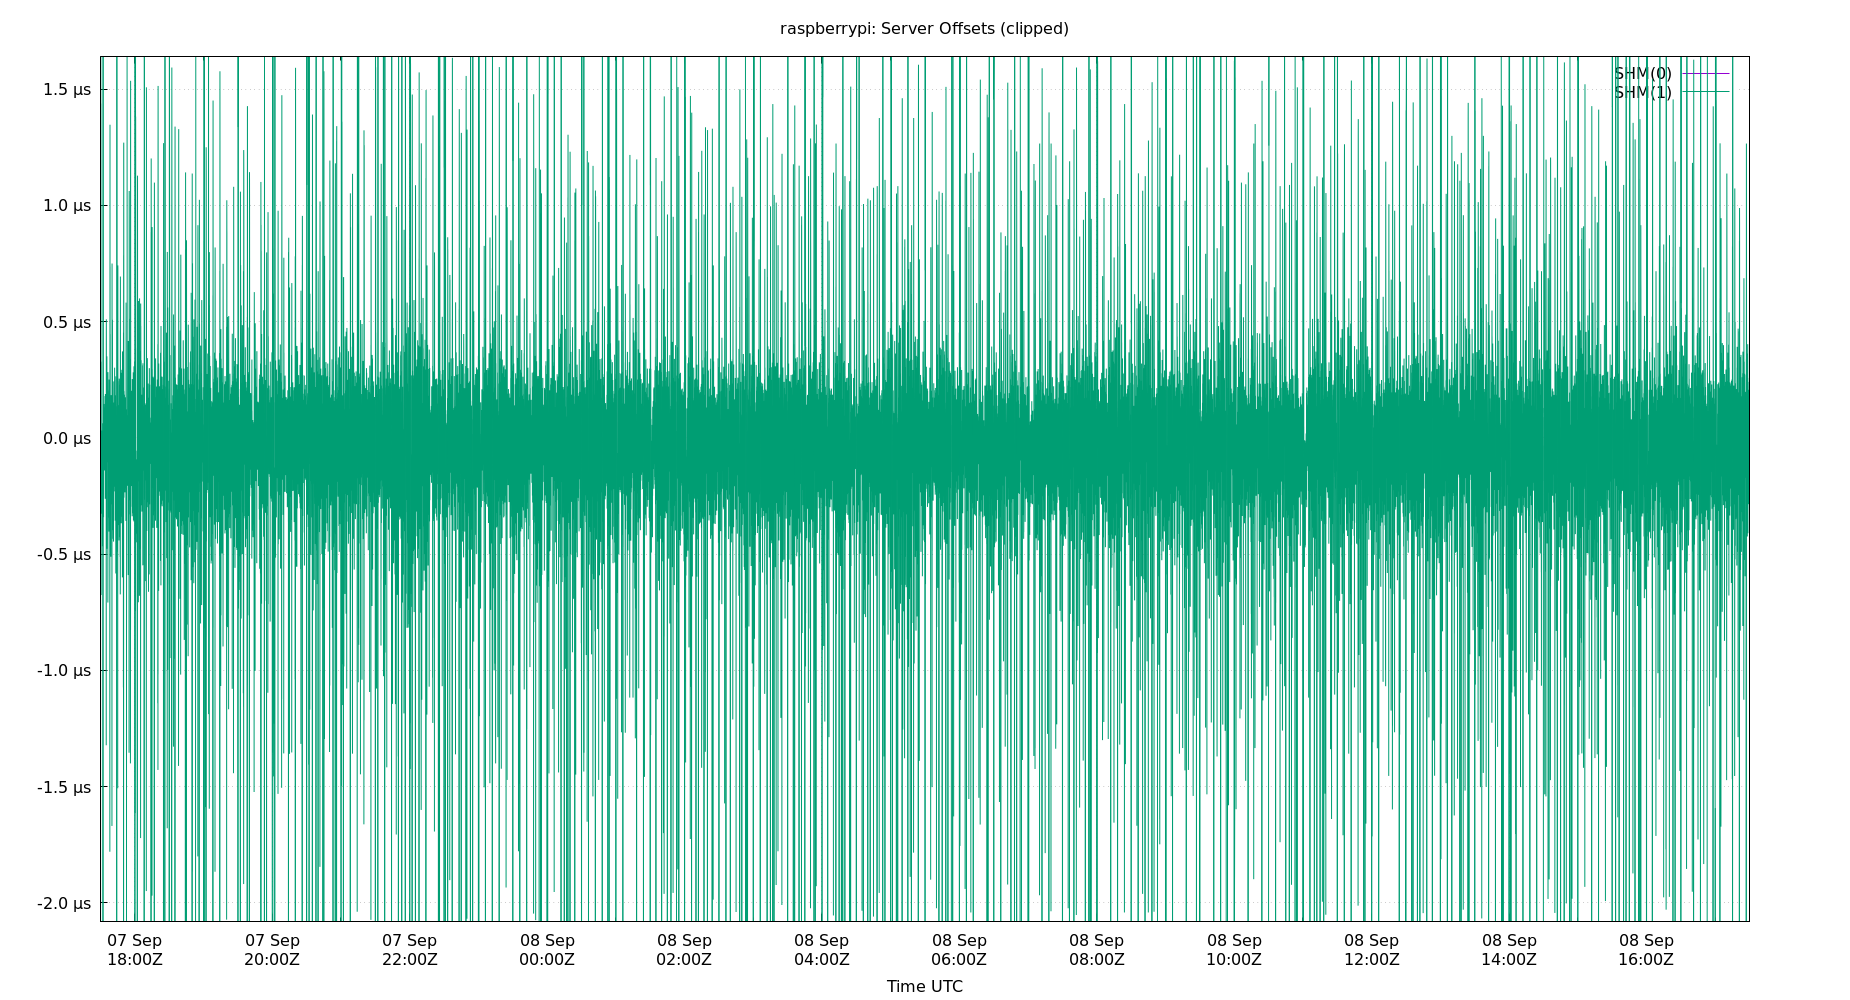 raspberrypi: Server Offsets (clipped)
SHM(0)
SHM(1)
1.5 µs
1.0 µs
0.5 µs
0.0 µs
-0.5 µs
-1.0 µs
-1.5 µs
-2.0 µs
07 Sep 07 Sep 07 Sep 08 Sep 08 Sep 08 Sep 08 Sep 08 Sep 08 Sep 08 Sep 08 Sep 08 Sep
18:00Z 20:00Z 22:00Z 00:00Z 02:00Z 04:00Z 06:00Z 08:00Z 10:00Z 12:00Z 14:00Z 16:00Z
Time UTC